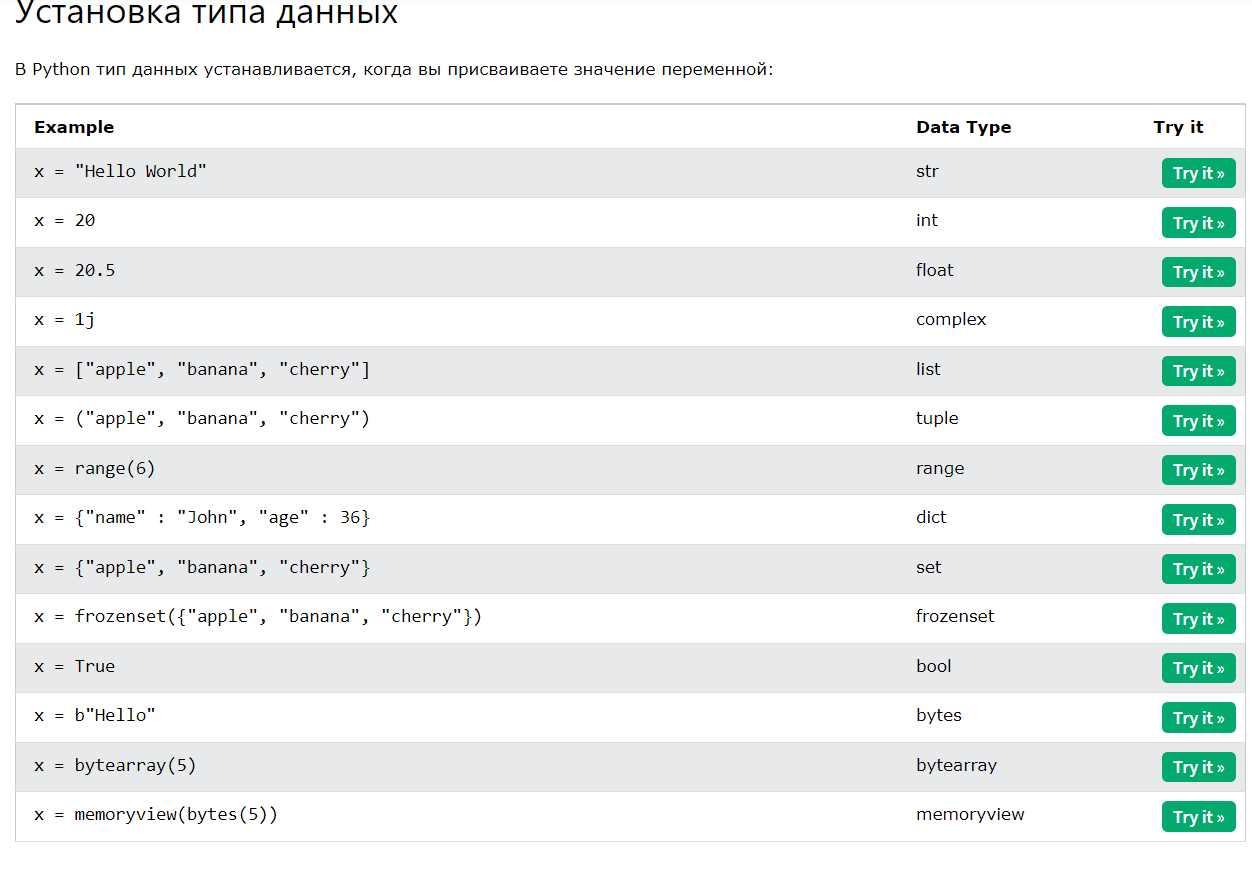 Установка типа данных
В Python тип данных устанавливается, когда вы присваиваете значение переменной:
Example Data Type Try it
x = "Hello World" str Try it »
x = 20 int Try it »
x = 20.5 float Try it »
x = 1j complex Try it »
x = ["apple", "banana", "cherry"] list Try it »
x = ("apple", "banana", "cherry") tuple Try it »
x = range(6) range Try it »
x = {"name" : "John", "age" : 36} dict Try it »
x = {"apple", "banana", "cherry"} set Try it »
x = frozenset({"apple", "banana", "cherry"}) frozenset Try it »
x = True bool Try it »
x = b"Hello" bytes Try it »
x = bytearray(5) bytearray Try it »
x = memoryview(bytes(5)) memoryview Try it »